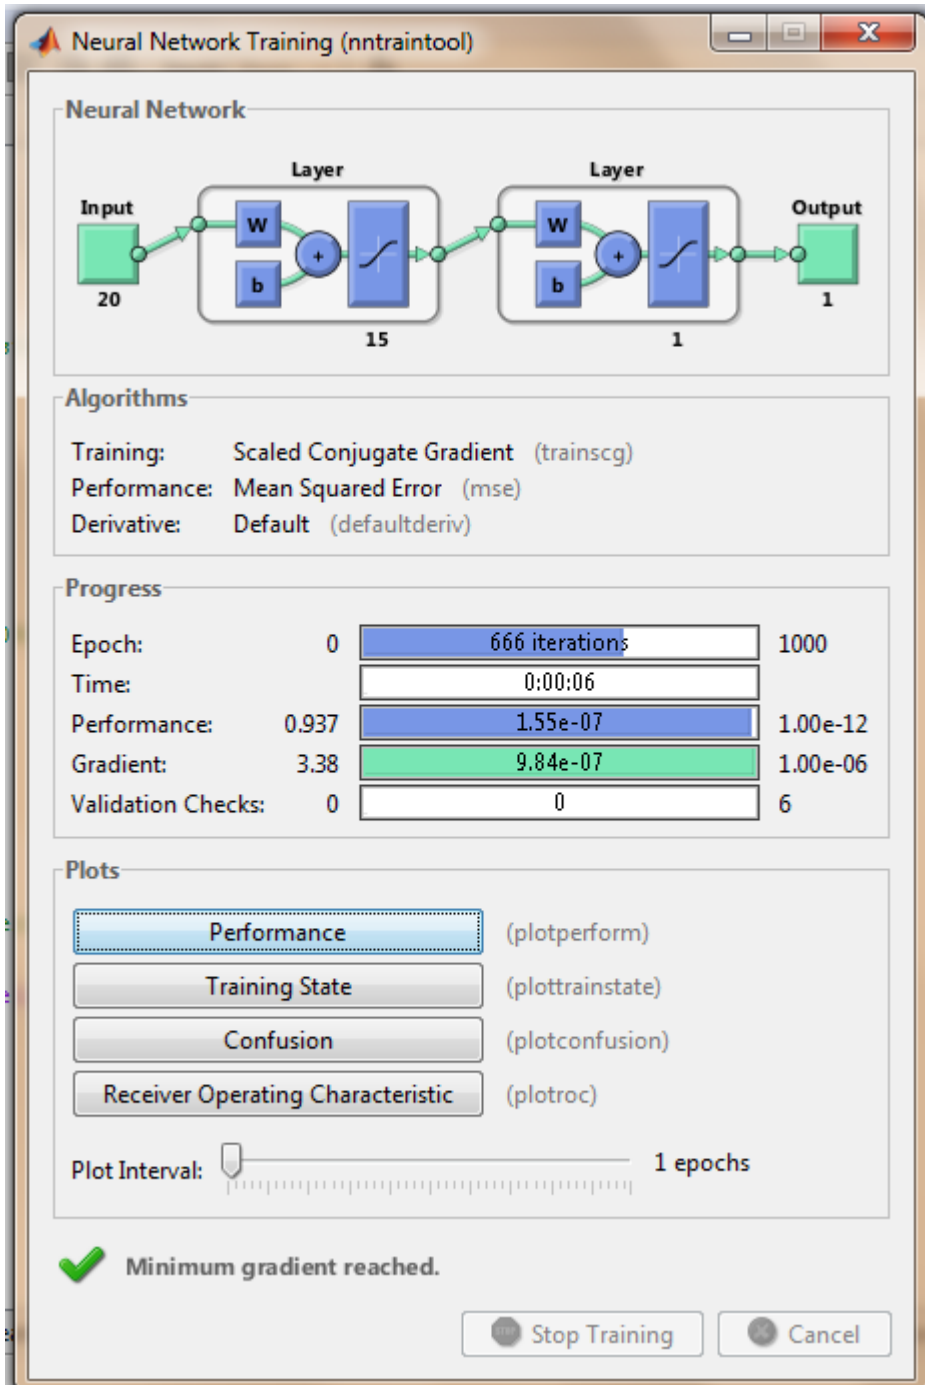 Neural Network Training (nntraintool)
Neural Network
Layer Layer
Input Output
W W
+ +
b b
20 1
15 1
Algorithms
Training: Scaled Conjugate Gradient (trainscg)
Performance: Mean Squared Error (mse)
Derivative: Default (defaultderiv)
Progress
Epoch: 0 666 iterations 1000
Time: 0:00:06
Performance: 0.937 1.55e-07 1.00e-12
Gradient: 3.38 9.84e-07 1.00e-06
Validation Checks: 0 0 6
Plots
Performance (plotperform)
Training State (plottrainstate)
Confusion (plotconfusion)
Receiver Operating Characteristic (plotroc)
Plot Interval: 1 epochs
Minimum gradient reached.
STOP Stop Training Cancel